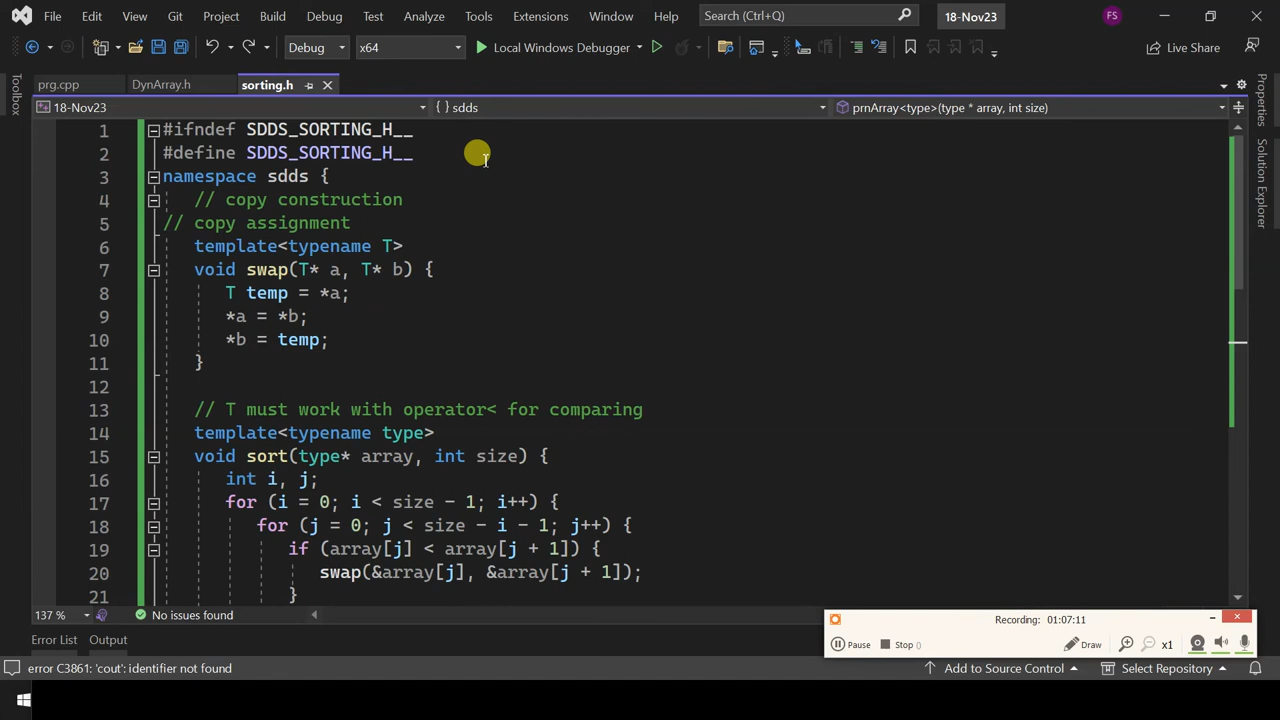 File Edit View Git Project Build Debug Test Analyze Tools Extensions Window Help Search (Ctrl+Q) 18-Nov23 FS
Debug x64 Local Windows Debugger Live Share
prg.cpp DynArray.h sorting.h
18-Nov23 {} sdds prnArray<type>(type * array, int size)
Toolbox
Properties
Solution Explorer
1 #ifndef SDDS_SORTING_H__
2 #define SDDS_SORTING_H__
3 namespace sdds {
4 // copy construction
5 // copy assignment
6 template<typename T>
7 void swap(T* a, T* b) {
8 T temp = *a;
9 *a = *b;
10 *b = temp;
11 }
12
13 // T must work with operator< for comparing
14 template<typename type>
15 void sort(type* array, int size) {
16 int i, j;
17 for (i = 0; i < size - 1; i++) {
18 for (j = 0; j < size - i - 1; j++) {
19 if (array[j] < array[j + 1]) {
20 swap(&array[j], &array[j + 1]);
21 }
137 % No issues found
Recording: 01:07:11
Pause Stop () Draw x1
Error List Output
error C3861: 'cout': identifier not found Add to Source Control Select Repository